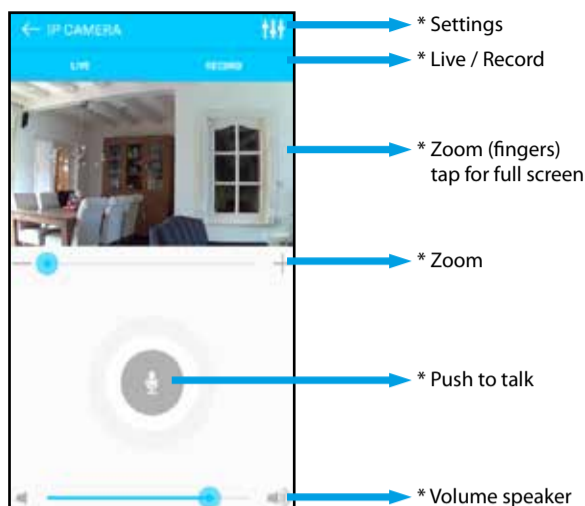 ← IP CAMERA
* Settings
LIVE RECORD
* Live / Record
* Zoom (fingers)
tap for full screen
* Zoom
* Push to talk
* Volume speaker